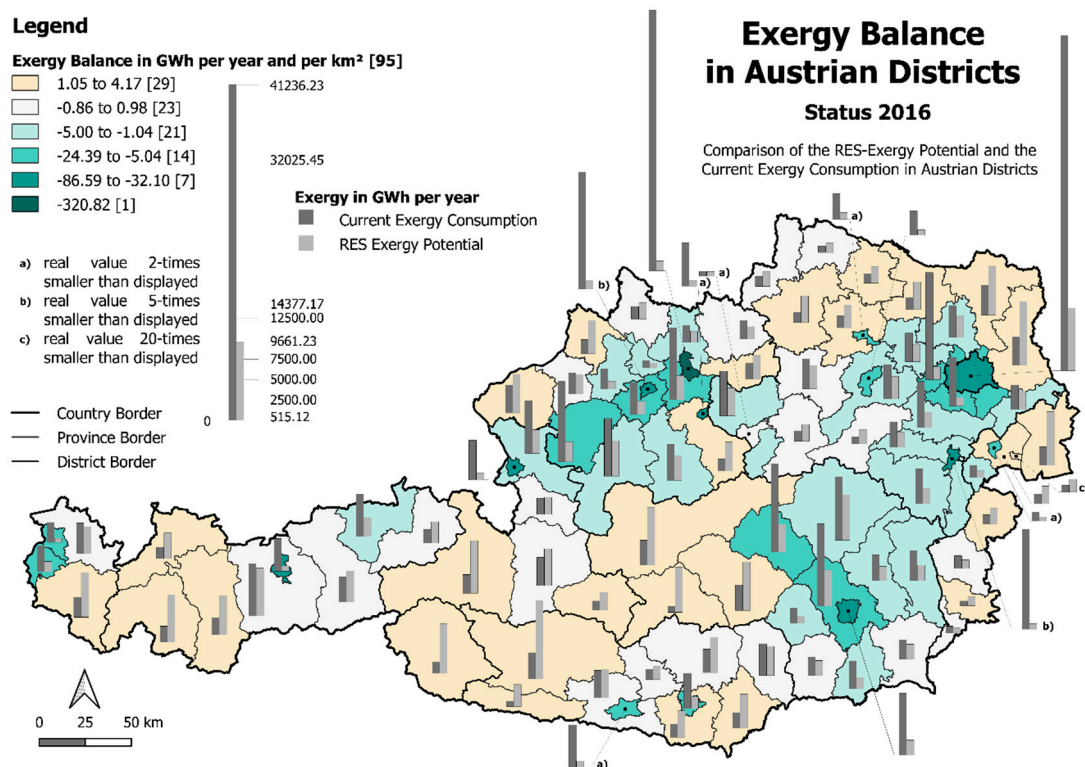 Legend
Exergy Balance in GWh per year and per km² [95]
1.05 to 4.17 [29]
-0.86 to 0.98 [23]
-5.00 to -1.04 [21]
-24.39 to -5.04 [14]
-86.59 to -32.10 [7]
-320.82 [1]
a) real value 2-times
smaller than displayed
b) real value 5-times
smaller than displayed
c) real value 20-times
smaller than displayed
Country Border
Province Border
District Border
41236.23
32025.45
14377.17
12500.00
9661.23
7500.00
5000.00
2500.00
515.12
0
Exergy in GWh per year
Current Exergy Consumption
RES Exergy Potential
Exergy Balance
in Austrian Districts
Status 2016
Comparison of the RES-Exergy Potential and the
Current Exergy Consumption in Austrian Districts
a)
b)
a)
a)
c)
a)
b)
a)
0 25 50 km